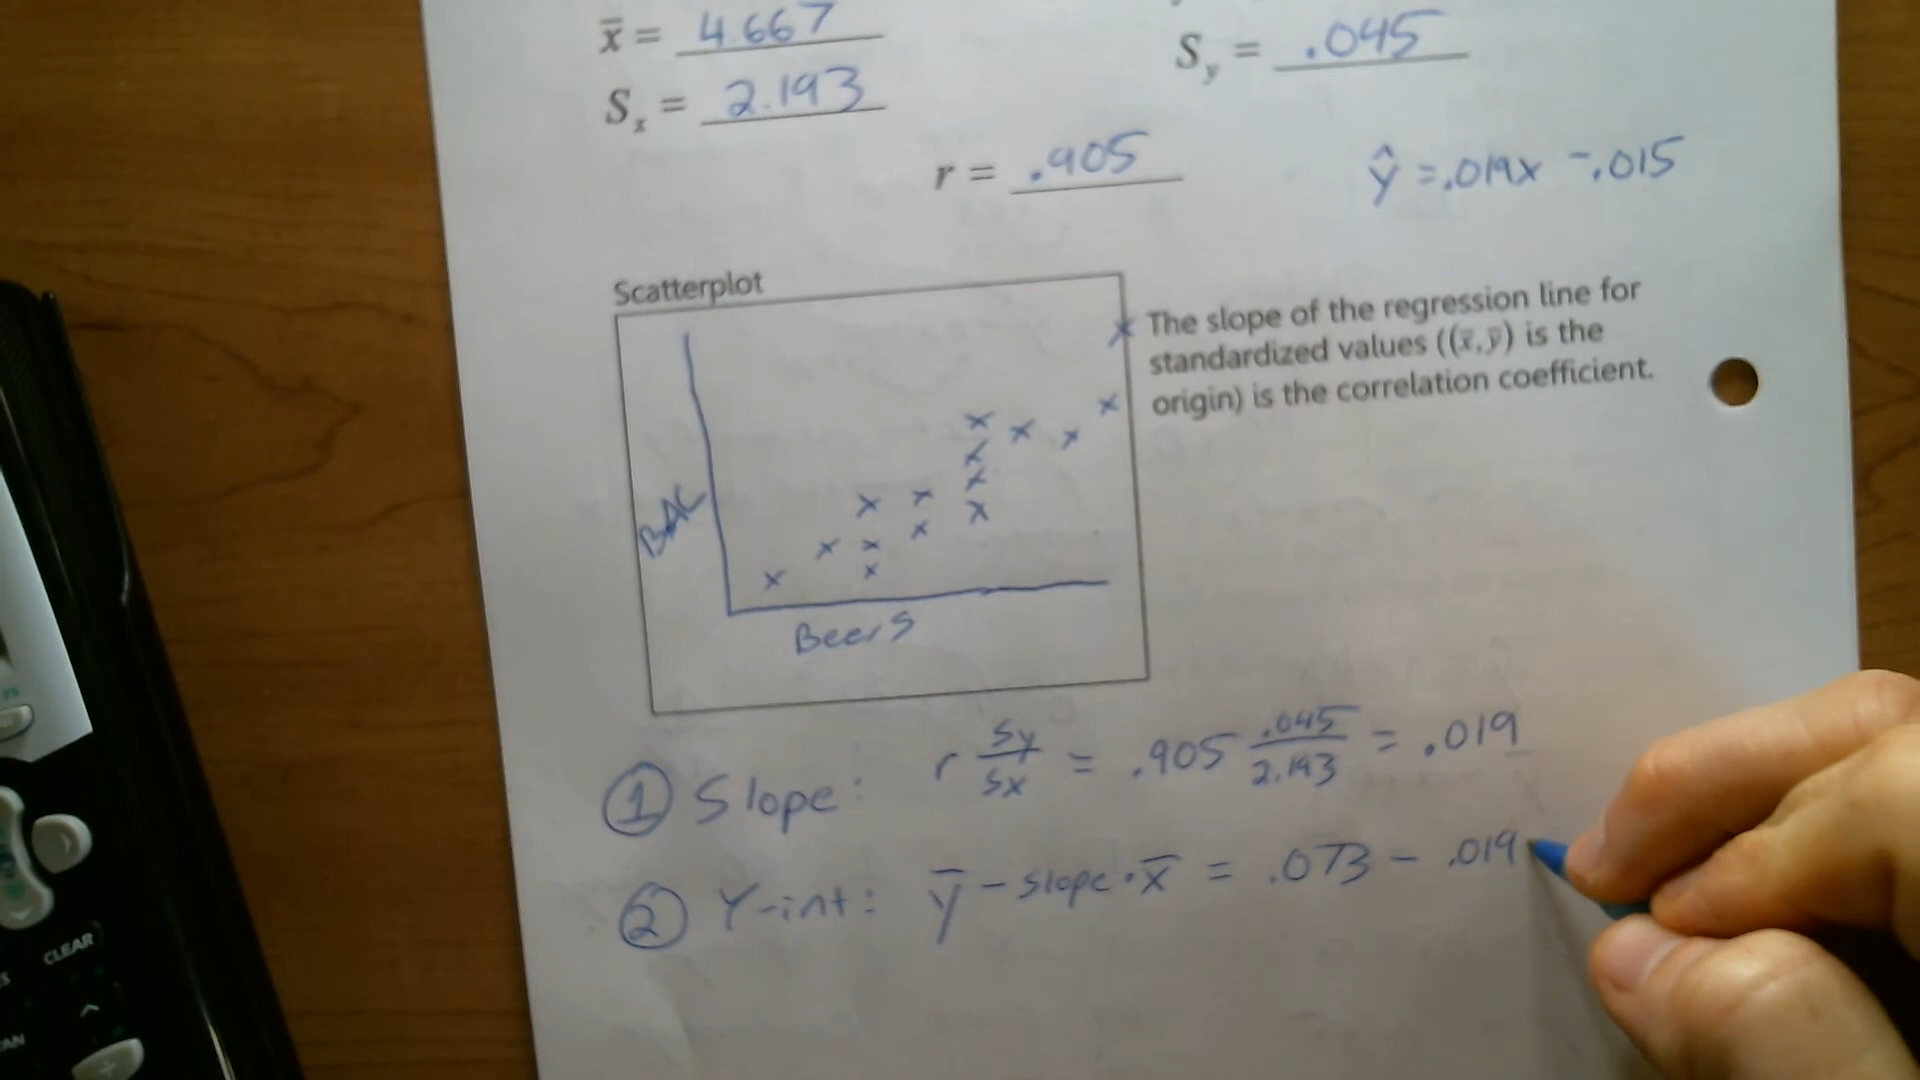 x̄ = 4.667
S_y = .045
S_x = 2.193
r = .905
ŷ = .019x - .015
Scatterplot
The slope of the regression line for
standardized values ((x̄,ȳ) is the
origin) is the correlation coefficient.
BAC
Beers
① Slope: r Sy/Sx = .905 .045/2.193 = .019
② Y-int: ȳ - slope · x̄ = .073 - .019
CLEAR